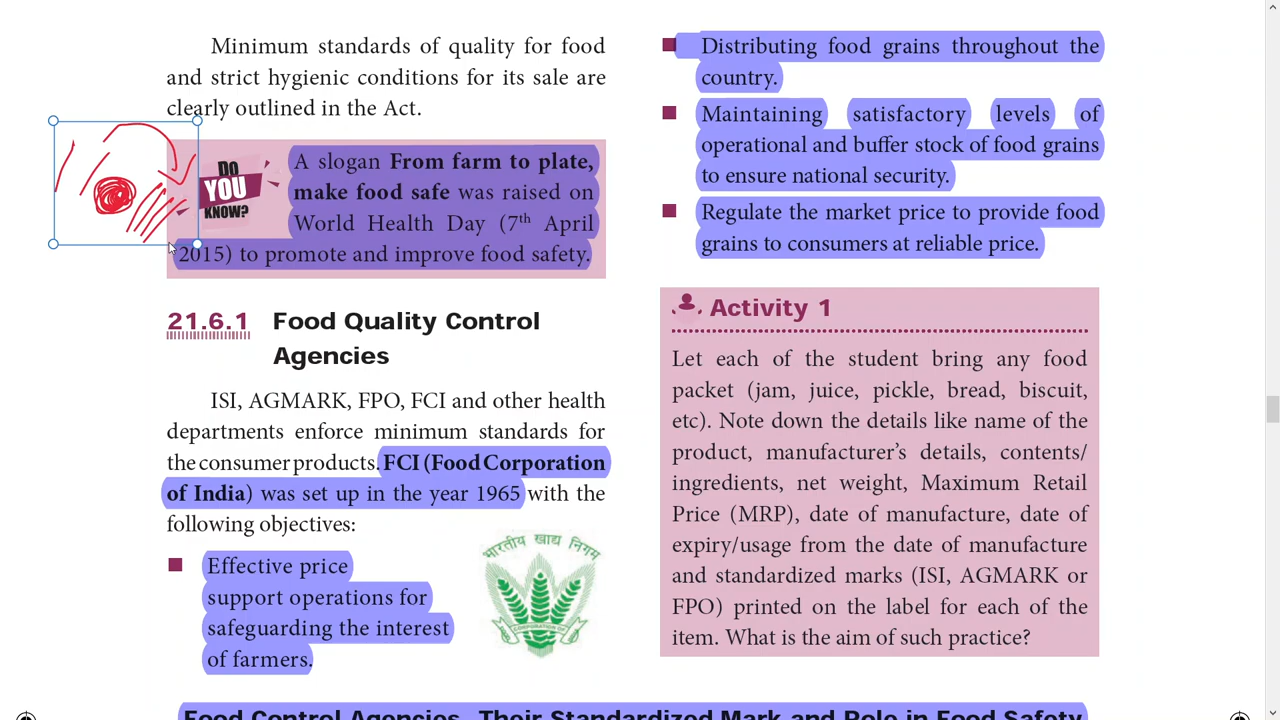 Minimum standards of quality for food
and strict hygienic conditions for its sale are
clearly outlined in the Act.
DO
YOU
KNOW?
A slogan From farm to plate,
make food safe was raised on
World Health Day (7th April
2015) to promote and improve food safety.
21.6.1 Food Quality Control
Agencies
ISI, AGMARK, FPO, FCI and other health
departments enforce minimum standards for
the consumer products. FCI (Food Corporation
of India) was set up in the year 1965 with the
following objectives:
Effective price
support operations for
safeguarding the interest
of farmers.
भारतीय खाद्य निगम
Distributing food grains throughout the
country.
Maintaining satisfactory levels of
operational and buffer stock of food grains
to ensure national security.
Regulate the market price to provide food
grains to consumers at reliable price.
Activity 1
Let each of the student bring any food
packet (jam, juice, pickle, bread, biscuit,
etc). Note down the details like name of the
product, manufacturer's details, contents/
ingredients, net weight, Maximum Retail
Price (MRP), date of manufacture, date of
expiry/usage from the date of manufacture
and standardized marks (ISI, AGMARK or
FPO) printed on the label for each of the
item. What is the aim of such practice?
Food Control Agencies, Their Standardized Mark and Role in Food Safety